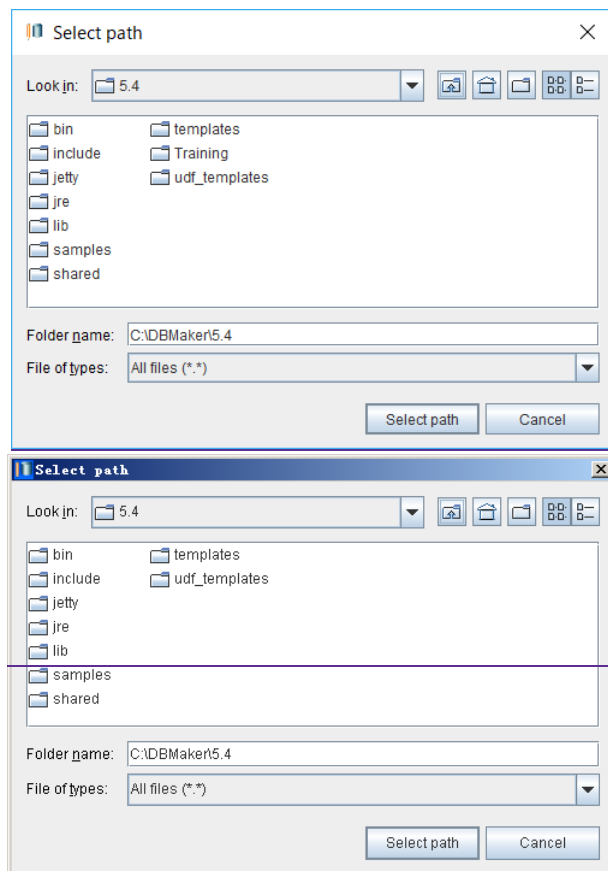 Select path
Look in: 5.4
bin templates
include Training
jetty udf_templates
jre
lib
samples
shared
Folder name: C:\DBMaker\5.4
File of types: All files (*.*)
Select path Cancel
Select path
Look in: 5.4
bin templates
include udf_templates
jetty
jre
lib
samples
shared
Folder name: C:\DBMaker\5.4
File of types: All files (*.*)
Select path Cancel